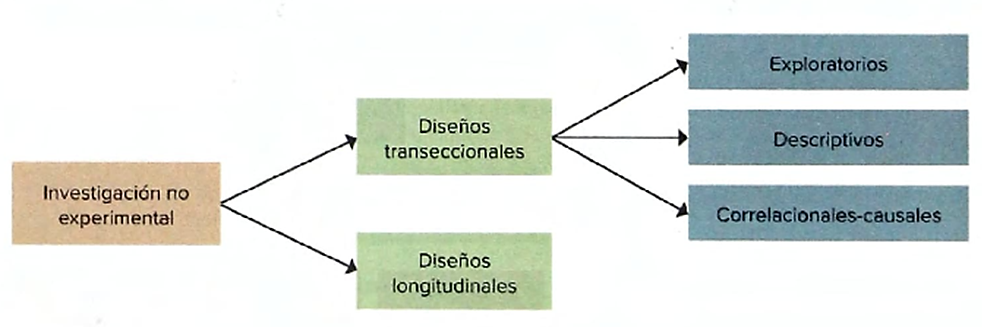 Investigación no
experimental
Diseños
transeccionales
Diseños
longitudinales
Exploratorios
Descriptivos
Correlacionales-causales